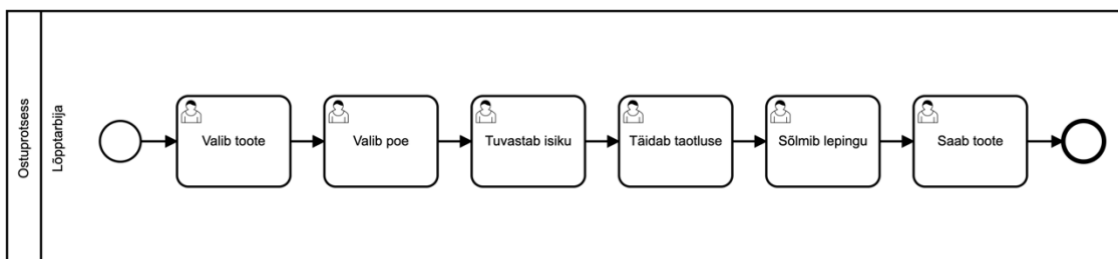 Ostuprotsess
Lõpptarbija
Valib toote
Valib poe
Tuvastab isiku
Täidab taotluse
Sõlmib lepingu
Saab toote